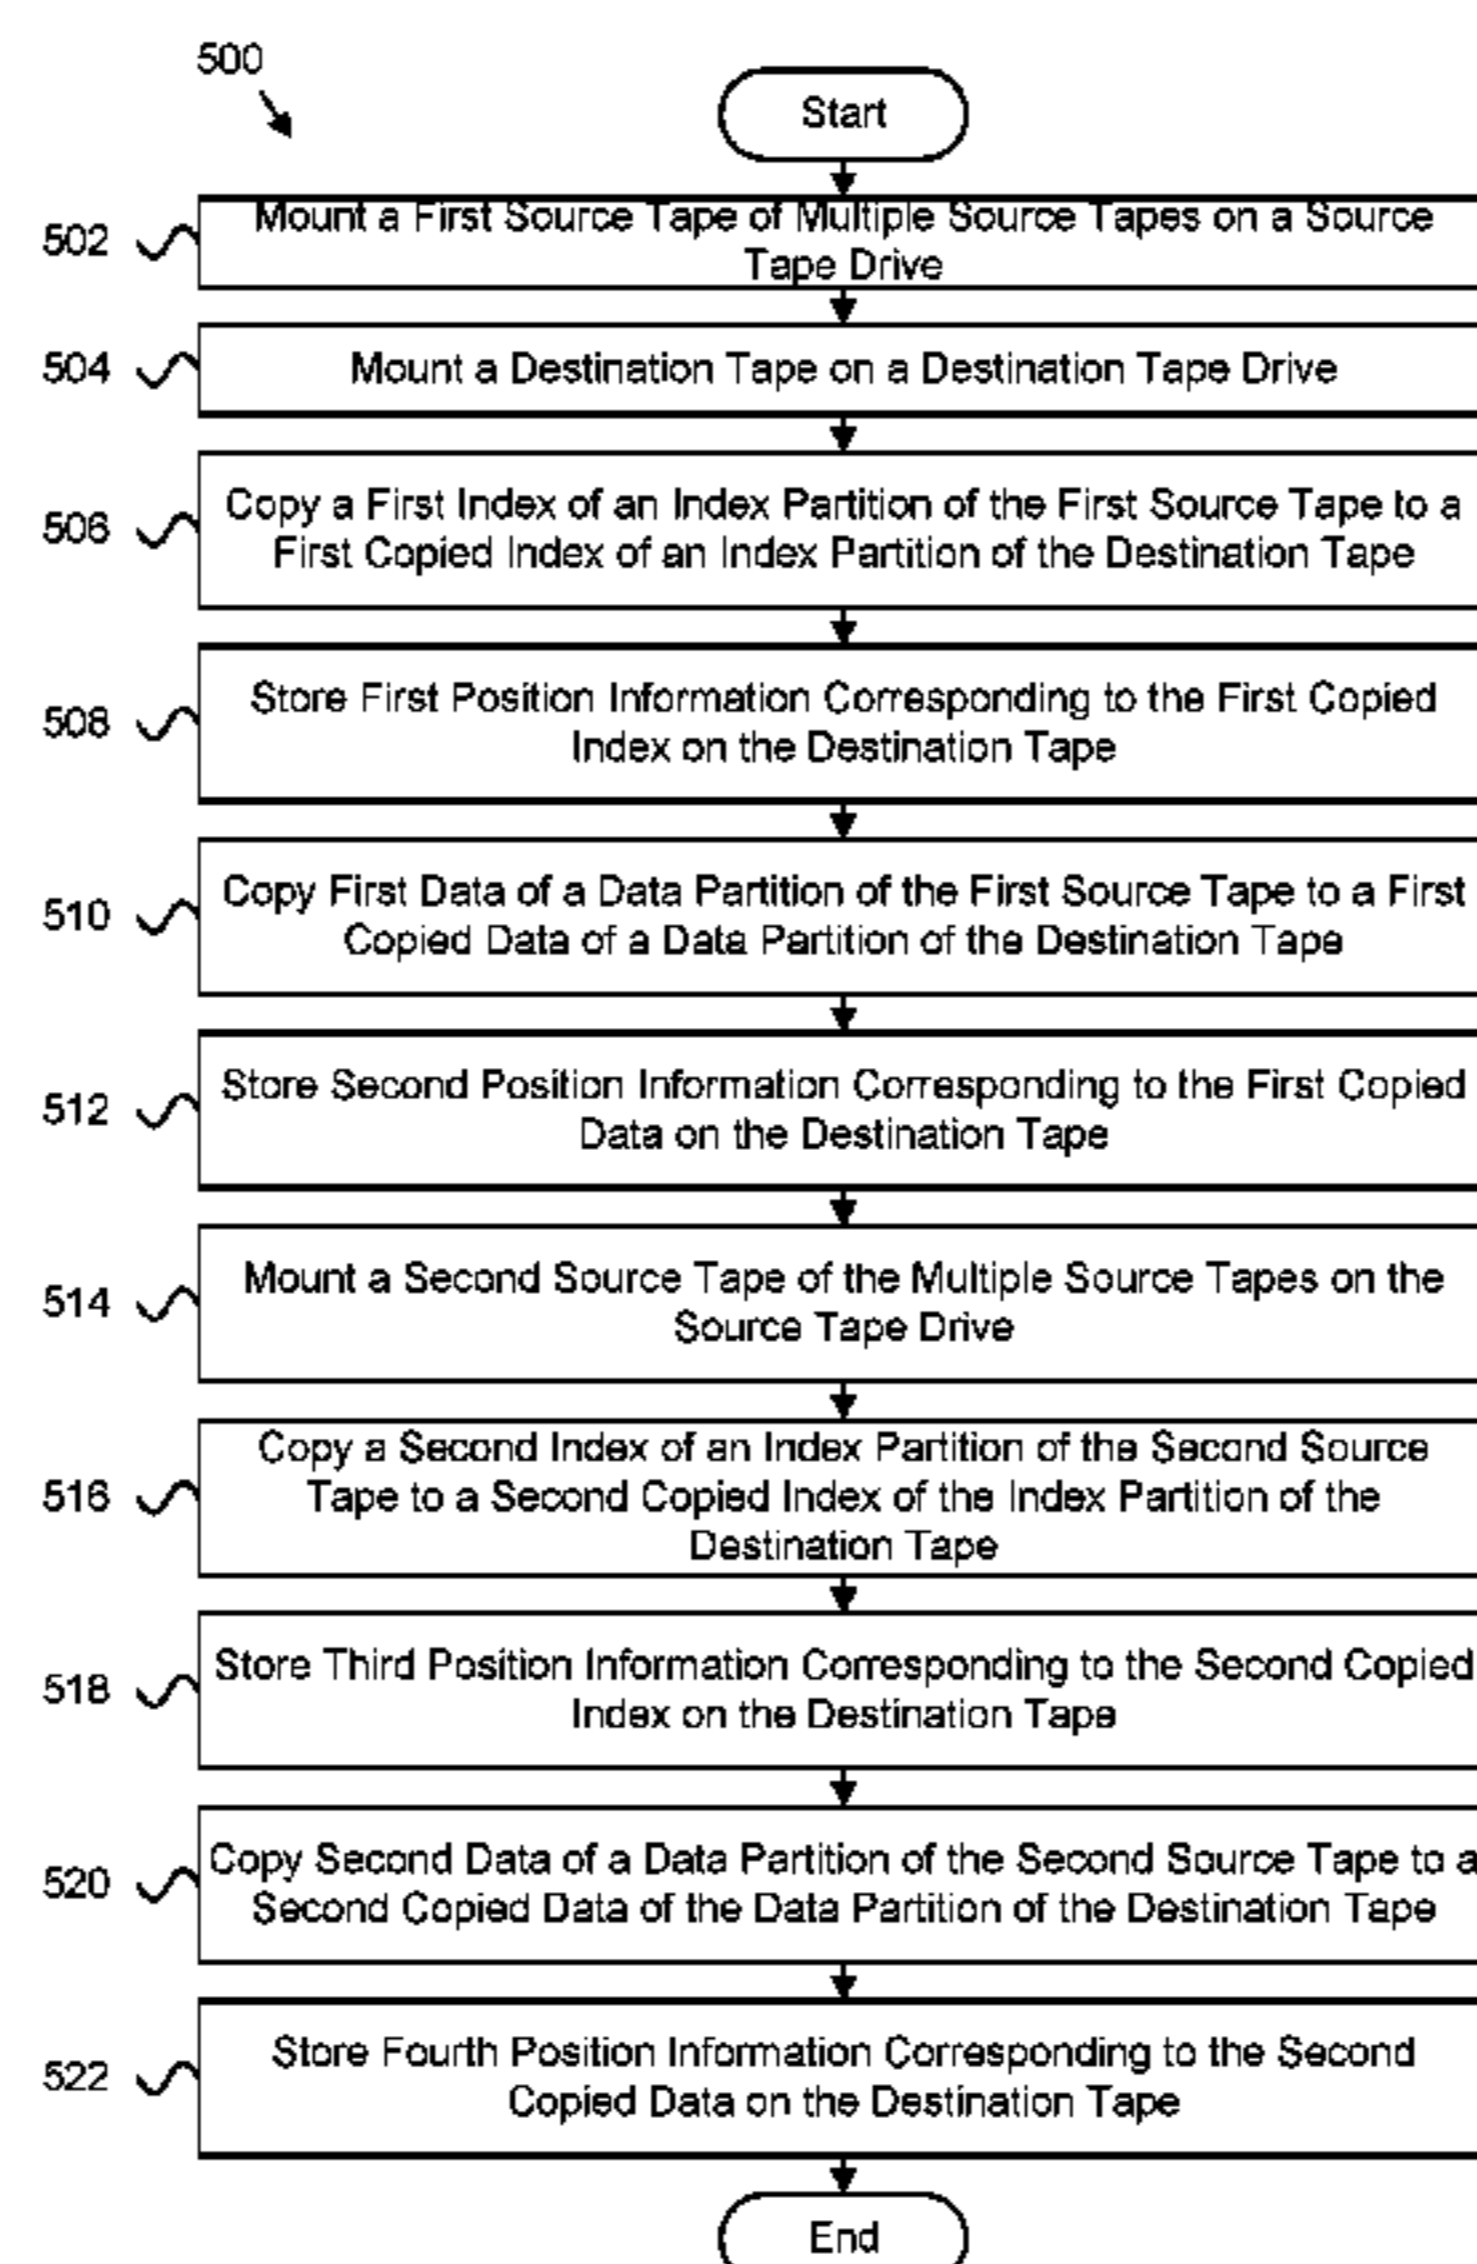 500
Start
502
Mount a First Source Tape of Multiple Source Tapes on a Source
Tape Drive
504
Mount a Destination Tape on a Destination Tape Drive
506
Copy a First Index of an Index Partition of the First Source Tape to a
First Copied Index of an Index Partition of the Destination Tape
508
Store First Position Information Corresponding to the First Copied
Index on the Destination Tape
510
Copy First Data of a Data Partition of the First Source Tape to a First
Copied Data of a Data Partition of the Destination Tape
512
Store Second Position Information Corresponding to the First Copied
Data on the Destination Tape
514
Mount a Second Source Tape of the Multiple Source Tapes on the
Source Tape Drive
516
Copy a Second Index of an Index Partition of the Second Source
Tape to a Second Copied Index of the Index Partition of the
Destination Tape
518
Store Third Position Information Corresponding to the Second Copied
Index on the Destination Tape
520
Copy Second Data of a Data Partition of the Second Source Tape to a
Second Copied Data of the Data Partition of the Destination Tape
522
Store Fourth Position Information Corresponding to the Second
Copied Data on the Destination Tape
End